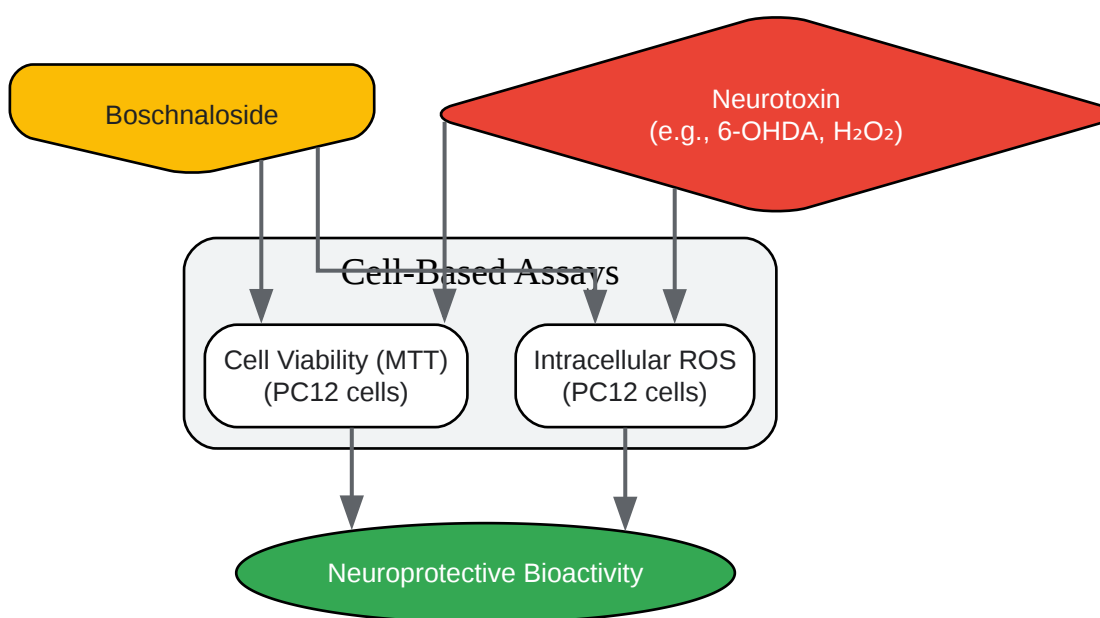 Boschnaloside
Neurotoxin
(e.g., 6-OHDA, H₂O₂)
Cell-Based Assays
Cell Viability (MTT)
(PC12 cells)
Intracellular ROS
(PC12 cells)
Neuroprotective Bioactivity